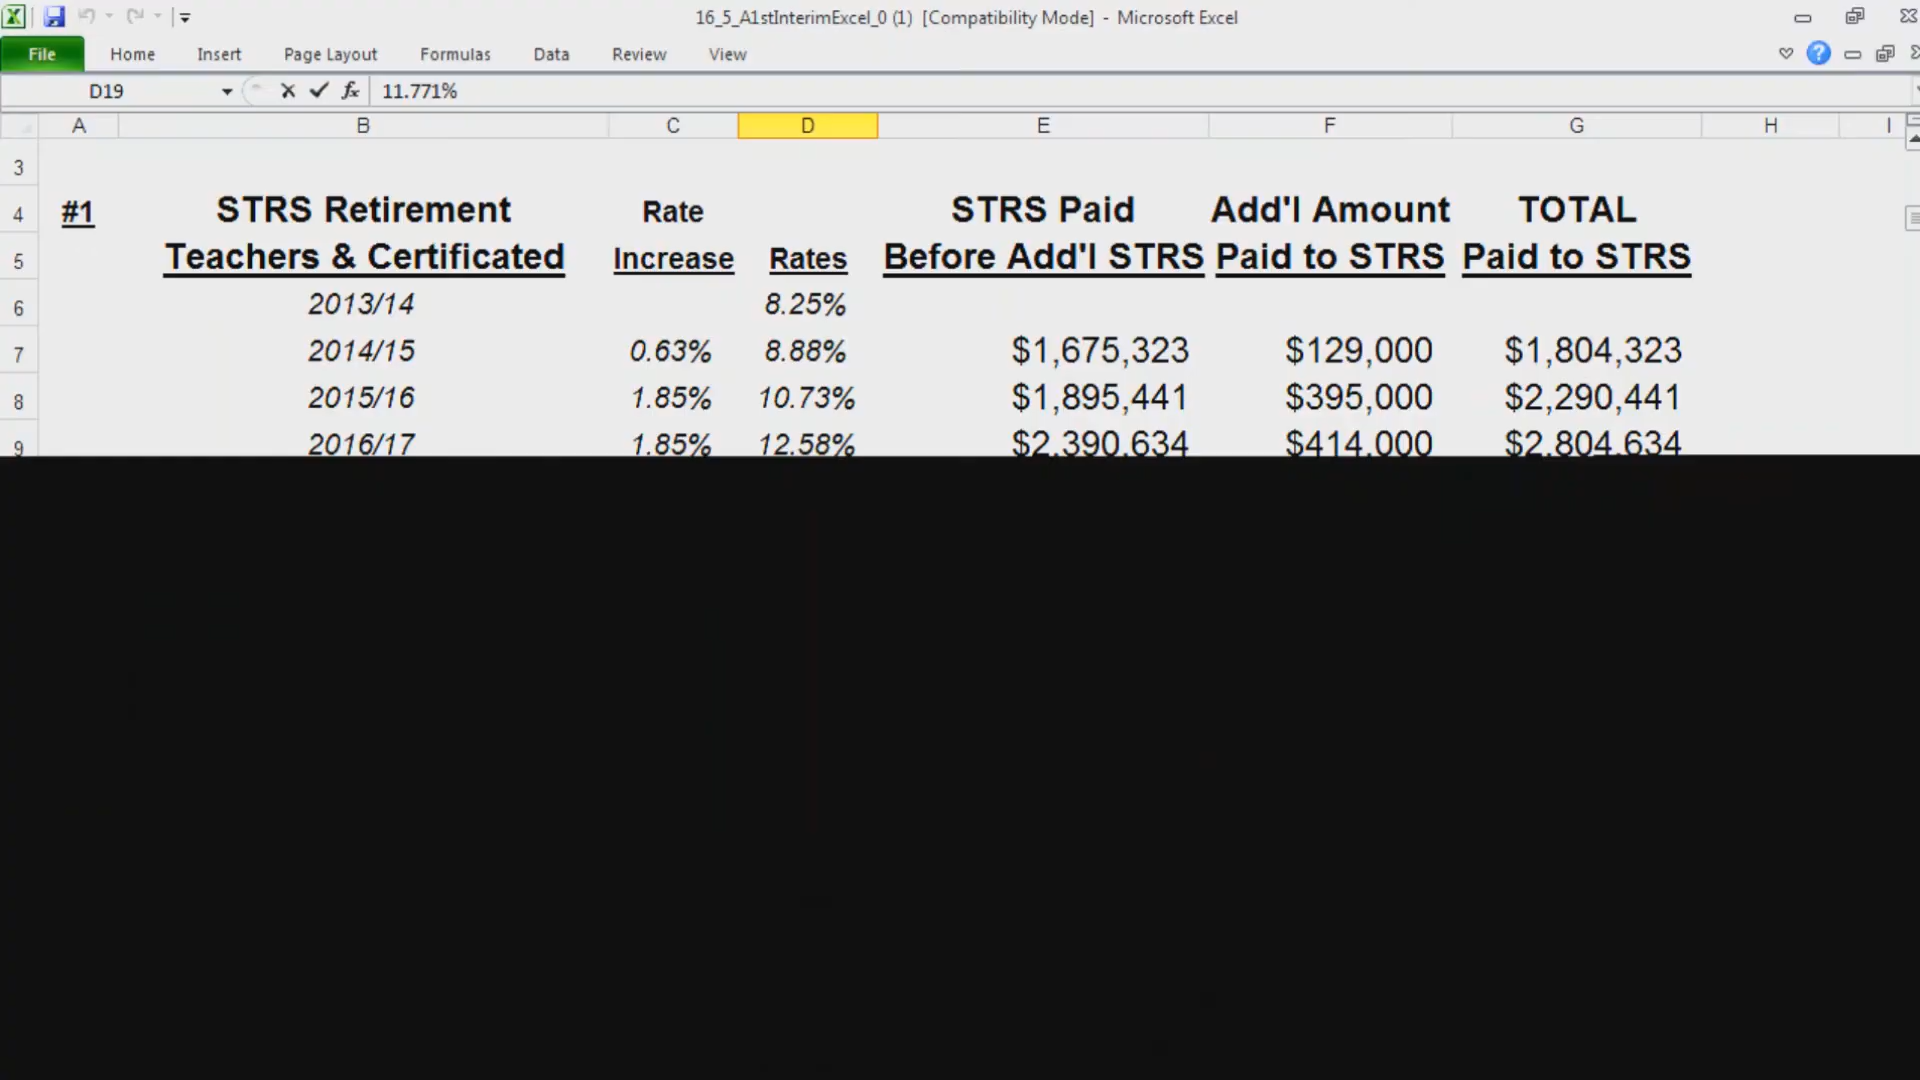 16_5_A1stInterimExcel_0 (1) [Compatibility Mode] - Microsoft Excel
File Home Insert Page Layout Formulas Data Review View
D19 fx 11.771%
A B C D E F G H I
3
4 #1 STRS Retirement Rate STRS Paid Add'l Amount TOTAL
5 Teachers & Certificated Increase Rates Before Add'l STRS Paid to STRS Paid to STRS
6 2013/14 8.25%
7 2014/15 0.63% 8.88% $1,675,323 $129,000 $1,804,323
8 2015/16 1.85% 10.73% $1,895,441 $395,000 $2,290,441
9 2016/17 1.85% 12.58% $2,390,634 $414,000 $2,804,634